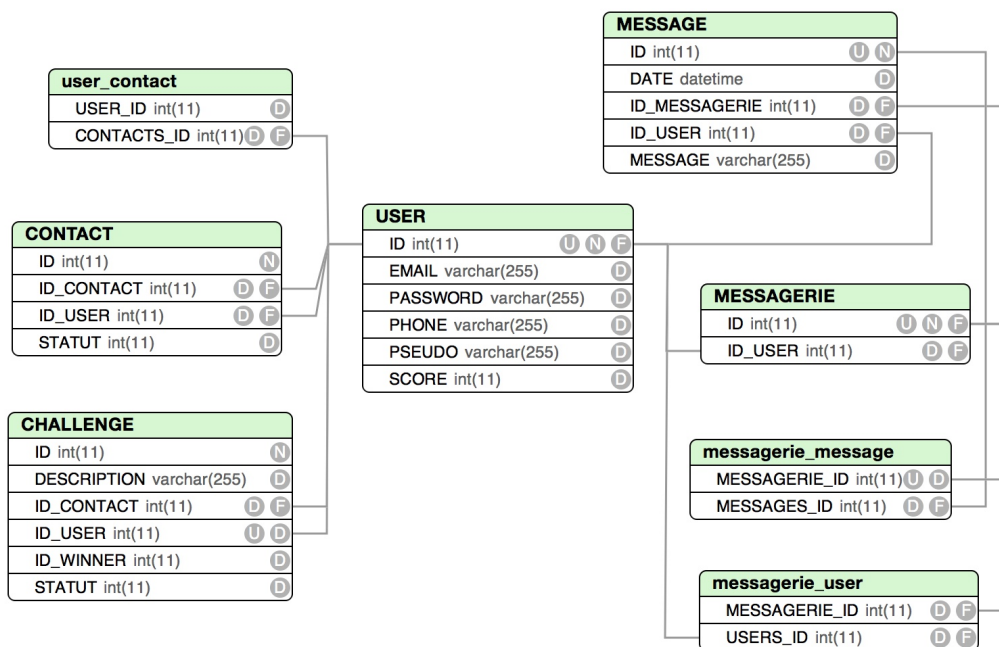 user_contact
USER_ID int(11) D
CONTACTS_ID int(11) D F
CONTACT
ID int(11) N
ID_CONTACT int(11) D F
ID_USER int(11) D F
STATUT int(11) D
CHALLENGE
ID int(11) N
DESCRIPTION varchar(255) D
ID_CONTACT int(11) D F
ID_USER int(11) U D
ID_WINNER int(11) D
STATUT int(11) D
USER
ID int(11) U N F
EMAIL varchar(255) D
PASSWORD varchar(255) D
PHONE varchar(255) D
PSEUDO varchar(255) D
SCORE int(11) D
MESSAGE
ID int(11) U N
DATE datetime D
ID_MESSAGERIE int(11) D F
ID_USER int(11) D F
MESSAGE varchar(255) D
MESSAGERIE
ID int(11) U N F
ID_USER int(11) D F
messagerie_message
MESSAGERIE_ID int(11) U D
MESSAGES_ID int(11) D F
messagerie_user
MESSAGERIE_ID int(11) D F
USERS_ID int(11) D F